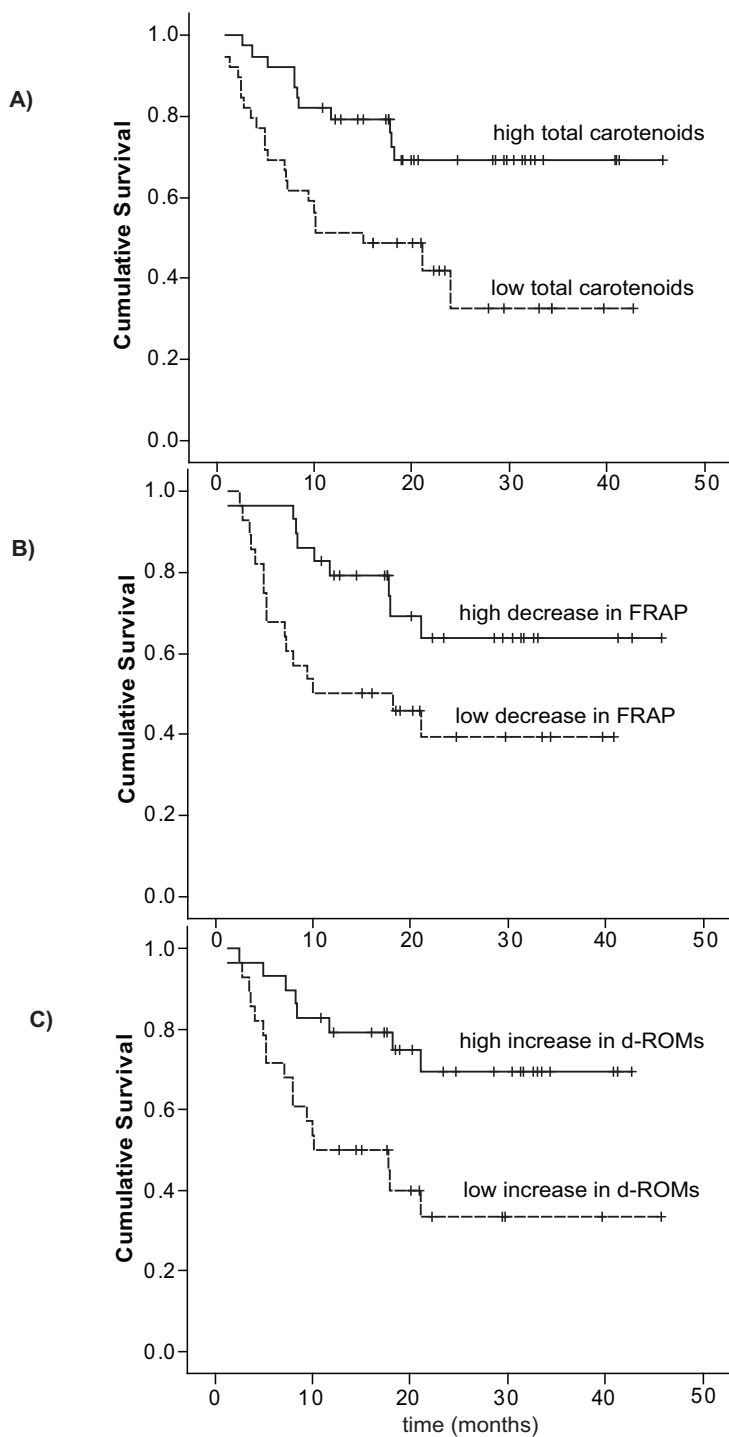 A)
Cumulative Survival
1.0
0.8
0.6
0.4
0.2
0.0
high total carotenoids
low total carotenoids
0 10 20 30 40 50
B)
Cumulative Survival
1.0
0.8
0.6
0.4
0.2
0.0
high decrease in FRAP
low decrease in FRAP
0 10 20 30 40 50
C)
Cumulative Survival
1.0
0.8
0.6
0.4
0.2
0.0
high increase in d-ROMs
low increase in d-ROMs
0 10 20 30 40 50
time (months)